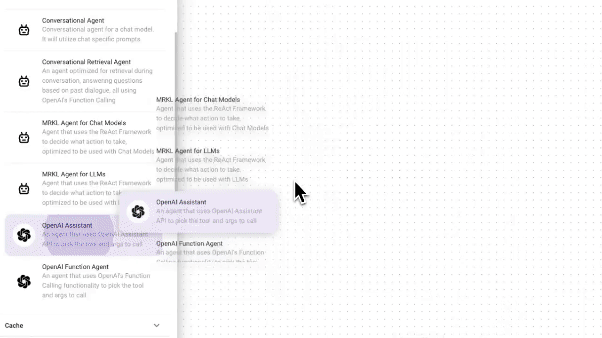 Conversational Agent
Conversational agent for a chat model.
It will utilize chat specific prompts
Conversational Retrieval Agent
An agent optimized for retrieval during
conversation, answering questions
based on past dialogue, all using
OpenAI's Function Calling
MRKL Agent for Chat Models
Agent that uses the ReAct Framework
to decide what action to take,
optimized to be used with Chat Models
MRKL Agent for LLMs
Agent that uses the ReAct Framework
to decide what action to take,
optimized to be used with
OpenAI Assistant
An agent that uses OpenAI Assistant
API to pick the tool and args to call
OpenAI Function Agent
An agent that uses OpenAI's Function
Calling functionality to pick the tool
and args to call
Cache
MRKL Agent for Chat Models
Agent that uses the ReAct Framework
to decide what action to take,
optimized to be used with Chat Models
MRKL Agent for LLMs
Agent that uses the ReAct Framework
to decide what action to take,
optimized to be used with LLMs
OpenAI Assistant
An agent that uses OpenAI Assistant
API to pick the tool and args to call
OpenAI Function Agent
An agent that uses OpenAI's Function